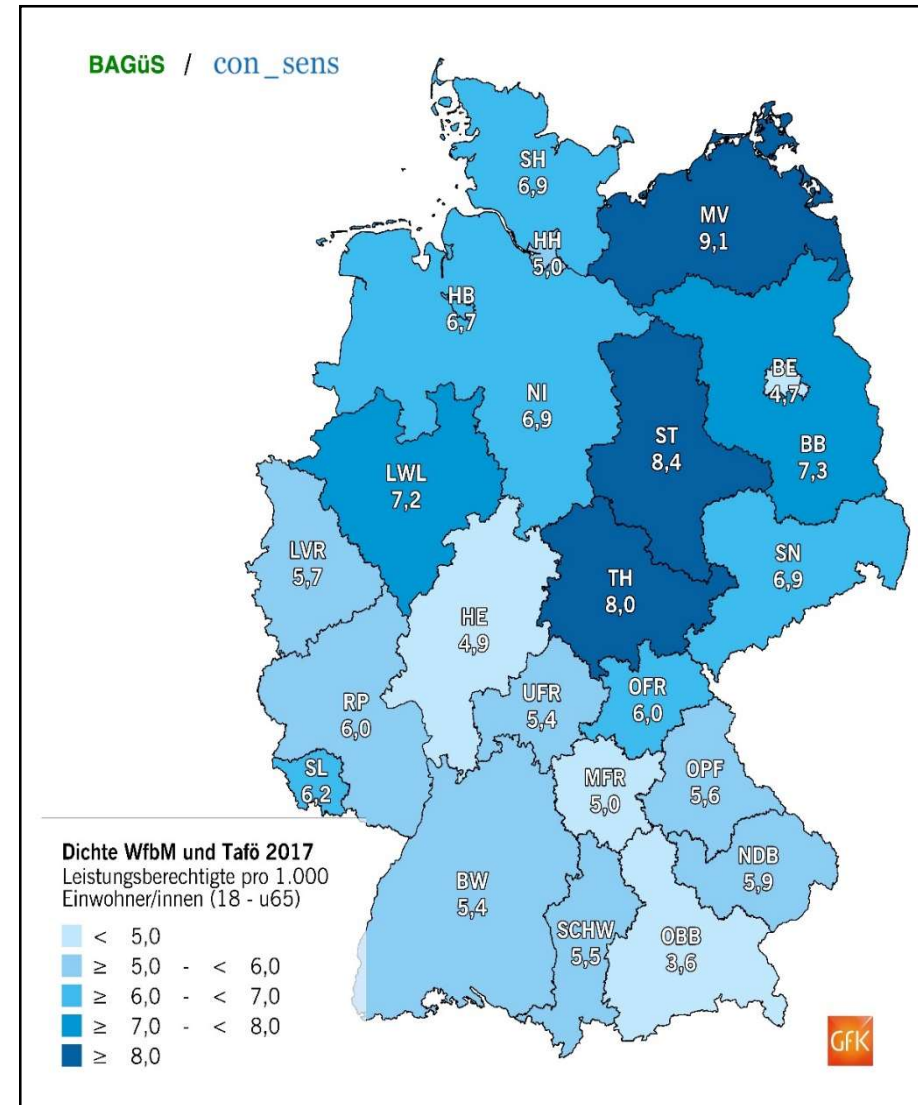 BAGüS / con_sens
SH
6,9
MV
9,1
HH
5,0
HB
6,7
BE
4,7
NI
6,9
ST
8,4
BB
7,3
LWL
7,2
LVR
5,7
SN
6,9
TH
8,0
HE
4,9
RP
6,0
UFR
5,4
OFR
6,0
SL
6,2
MFR
5,0
OPF
5,6
NDB
5,9
BW
5,4
SCHW
5,5
OBB
3,6
Dichte WfbM und Tafö 2017
Leistungsberechtigte pro 1.000
Einwohner/innen (18 - u65)
< 5,0
≥ 5,0 - < 6,0
≥ 6,0 - < 7,0
≥ 7,0 - < 8,0
≥ 8,0
GfK